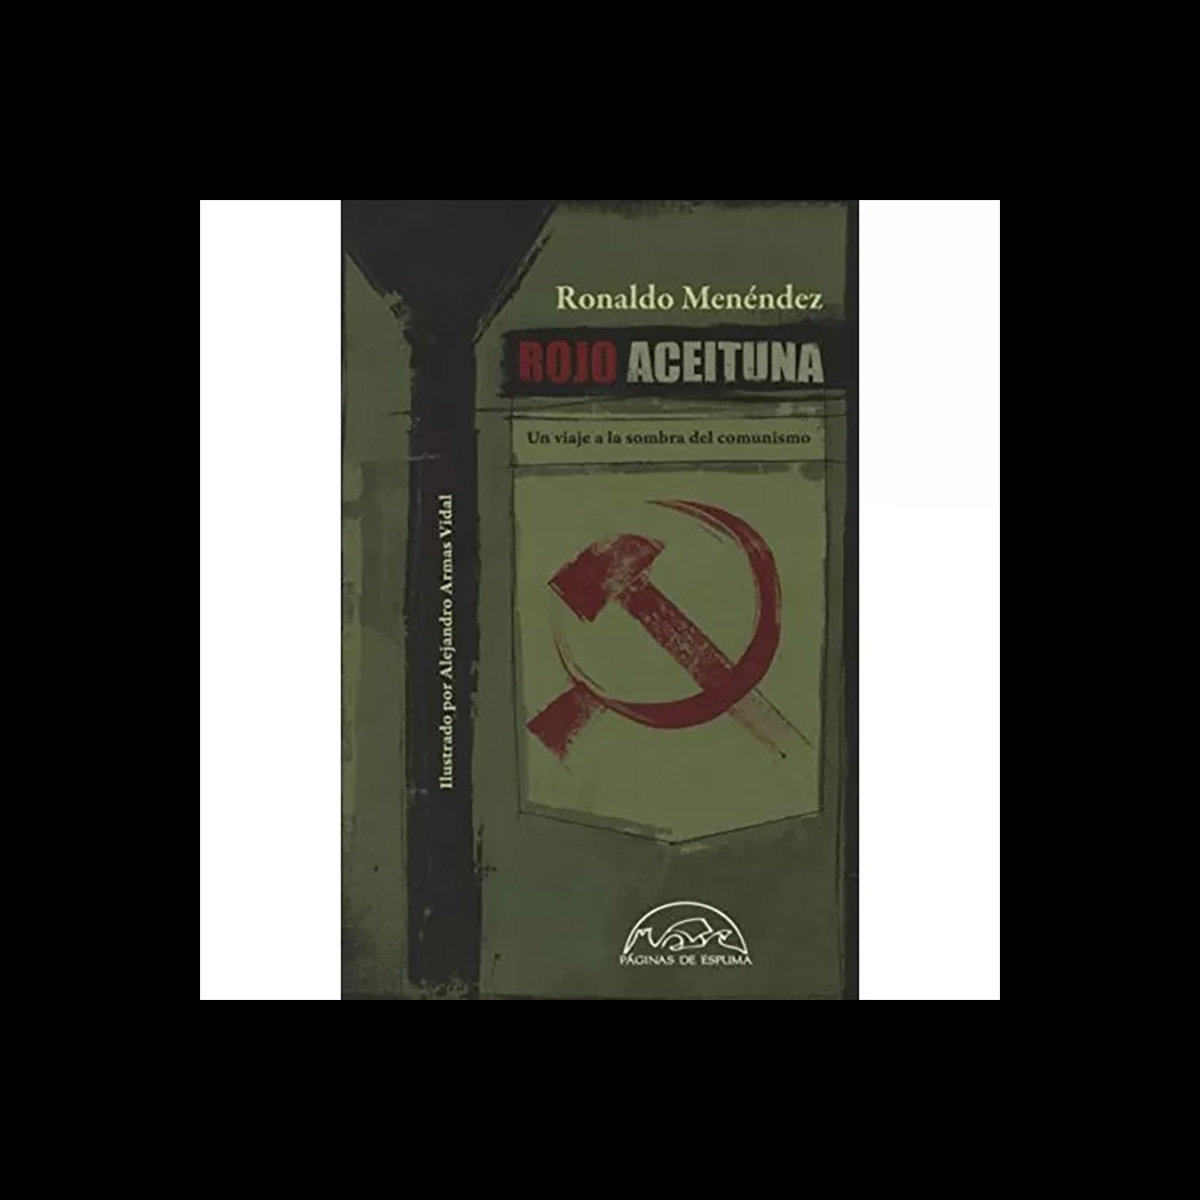 Ronaldo Menéndez
ROJO ACEITUNA
Un viaje a la sombra del comunismo
Ilustrado por Alejandro Armas Vidal
PÁGINAS DE ESPUMA